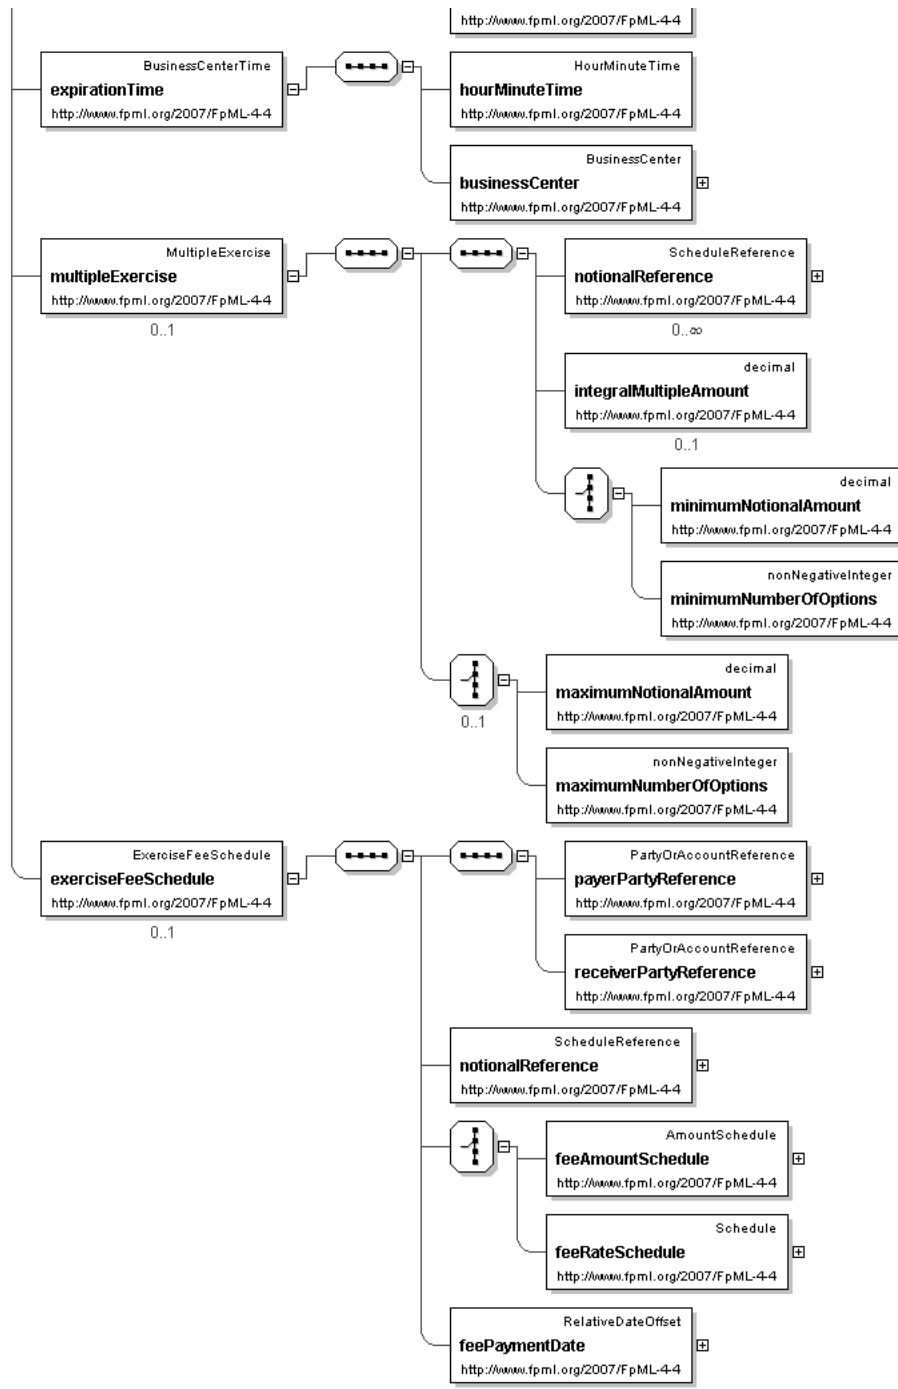 http://www.fpml.org/2007/FpML-4-4
BusinessCenterTime
expirationTime
http://www.fpml.org/2007/FpML-4-4
HourMinuteTime
hourMinuteTime
http://www.fpml.org/2007/FpML-4-4
BusinessCenter
businessCenter
http://www.fpml.org/2007/FpML-4-4
MultipleExercise
multipleExercise
http://www.fpml.org/2007/FpML-4-4
0..1
ScheduleReference
notionalReference
http://www.fpml.org/2007/FpML-4-4
0..∞
decimal
integralMultipleAmount
http://www.fpml.org/2007/FpML-4-4
0..1
decimal
minimumNotionalAmount
http://www.fpml.org/2007/FpML-4-4
nonNegativeInteger
minimumNumberOfOptions
http://www.fpml.org/2007/FpML-4-4
0..1
decimal
maximumNotionalAmount
http://www.fpml.org/2007/FpML-4-4
nonNegativeInteger
maximumNumberOfOptions
http://www.fpml.org/2007/FpML-4-4
ExerciseFeeSchedule
exerciseFeeSchedule
http://www.fpml.org/2007/FpML-4-4
0..1
PartyOrAccountReference
payerPartyReference
http://www.fpml.org/2007/FpML-4-4
PartyOrAccountReference
receiverPartyReference
http://www.fpml.org/2007/FpML-4-4
ScheduleReference
notionalReference
http://www.fpml.org/2007/FpML-4-4
AmountSchedule
feeAmountSchedule
http://www.fpml.org/2007/FpML-4-4
Schedule
feeRateSchedule
http://www.fpml.org/2007/FpML-4-4
RelativeDateOffset
feePaymentDate
http://www.fpml.org/2007/FpML-4-4